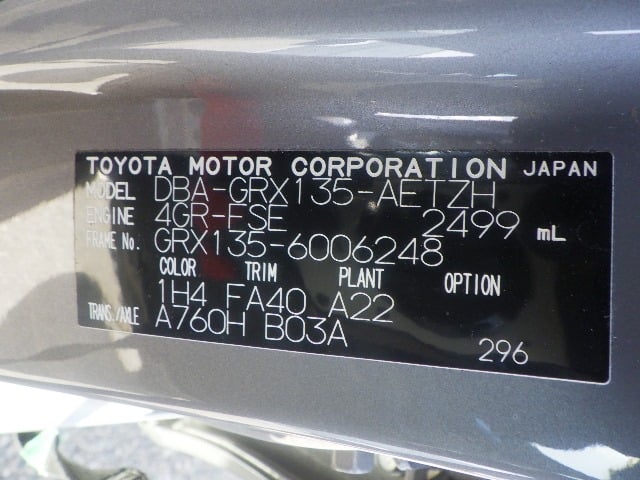 TOYOTA MOTOR CORPORATION JAPAN
MODEL DBA-GRX135-AETZH
ENGINE 4GR-FSE 2499 mL
FRAME No. GRX135-6006248
COLOR TRIM PLANT OPTION
1H4 FA40 A22
TRANS./AXLE A760H B03A
296